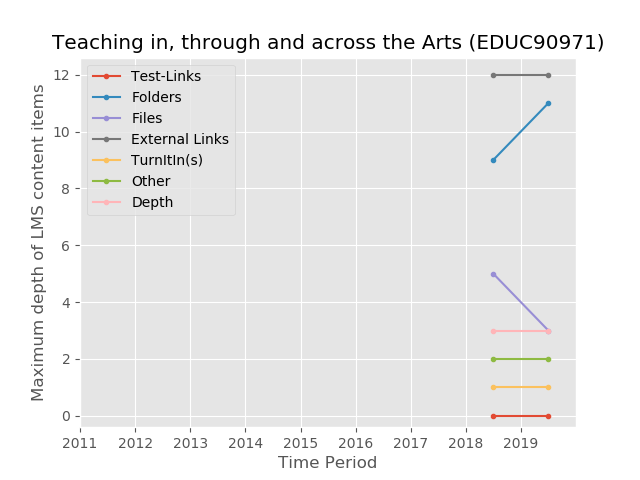 Teaching in, through and across the Arts (EDUC90971)
12
10
8
6
4
2
0
Maximum depth of LMS content items
Test-Links
Folders
Files
External Links
TurnItIn(s)
Other
Depth
2011 2012 2013 2014 2015 2016 2017 2018 2019
Time Period